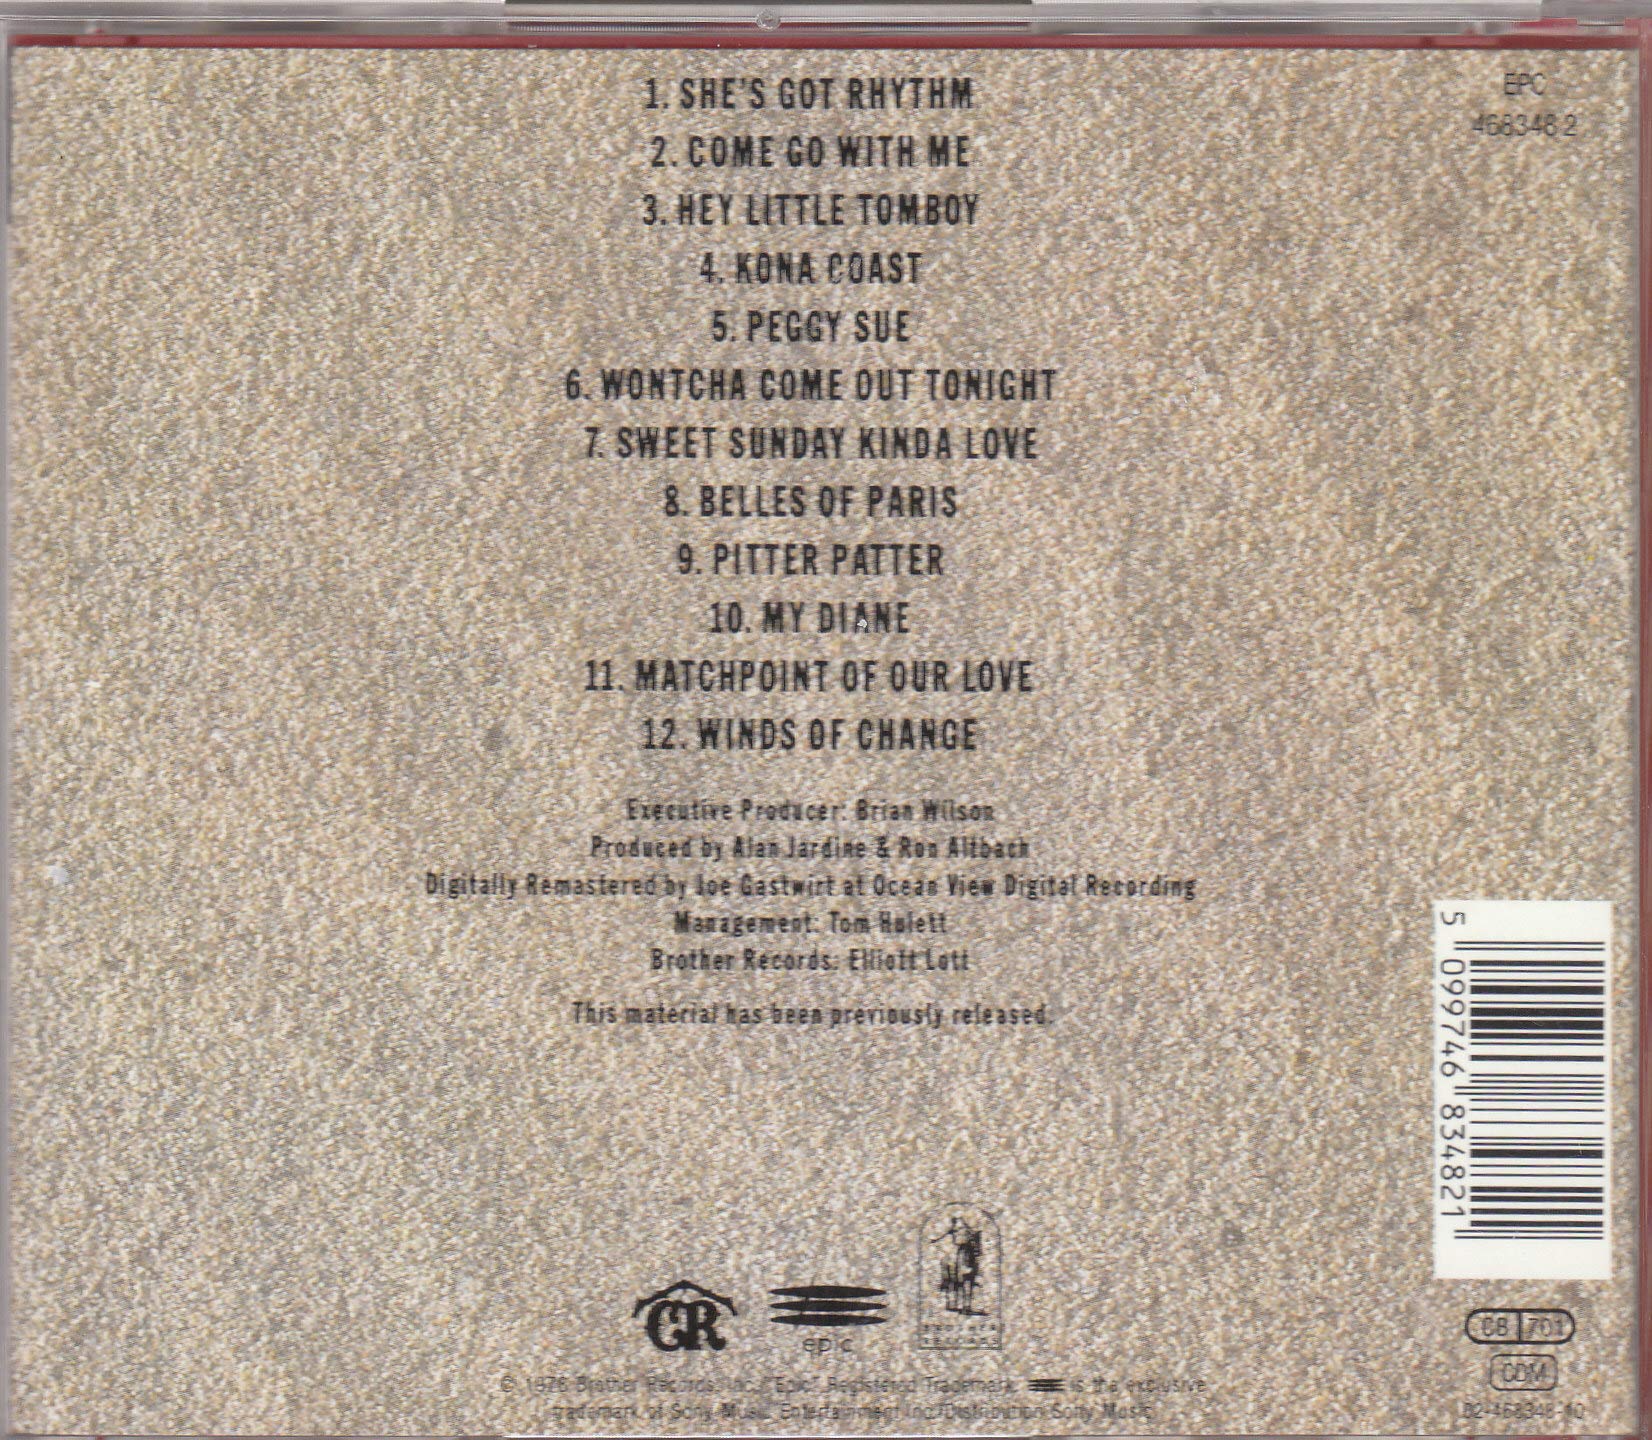 1. SHE'S GOT RHYTHM
2. COME GO WITH ME
3. HEY LITTLE TOMBOY
4. KONA COAST
5. PEGGY SUE
6. WONTCHA COME OUT TONIGHT
7. SWEET SUNDAY KINDA LOVE
8. BELLES OF PARIS
9. PITTER PATTER
10. MY DIANE
11. MATCHPOINT OF OUR LOVE
12. WINDS OF CHANGE
EPC
468348 2
Executive Producer: Brian Wilson
Produced by Alan Jardine & Ron Altbach
Digitally Remastered by Joe Gastwirt at Ocean View Digital Recording
Management: Tom Hulett
Brother Records: Elliott Lott
This material has been previously released.
5 099746 834821
CR
epic
BROTHER
RECORDS
CB 701
CDM
© 1978 Brother Records, Inc./"Epic" Registered Trademark. is the exclusive
trademark of Sony Music Entertainment Inc./Distribution Sony Music
02-468348-10